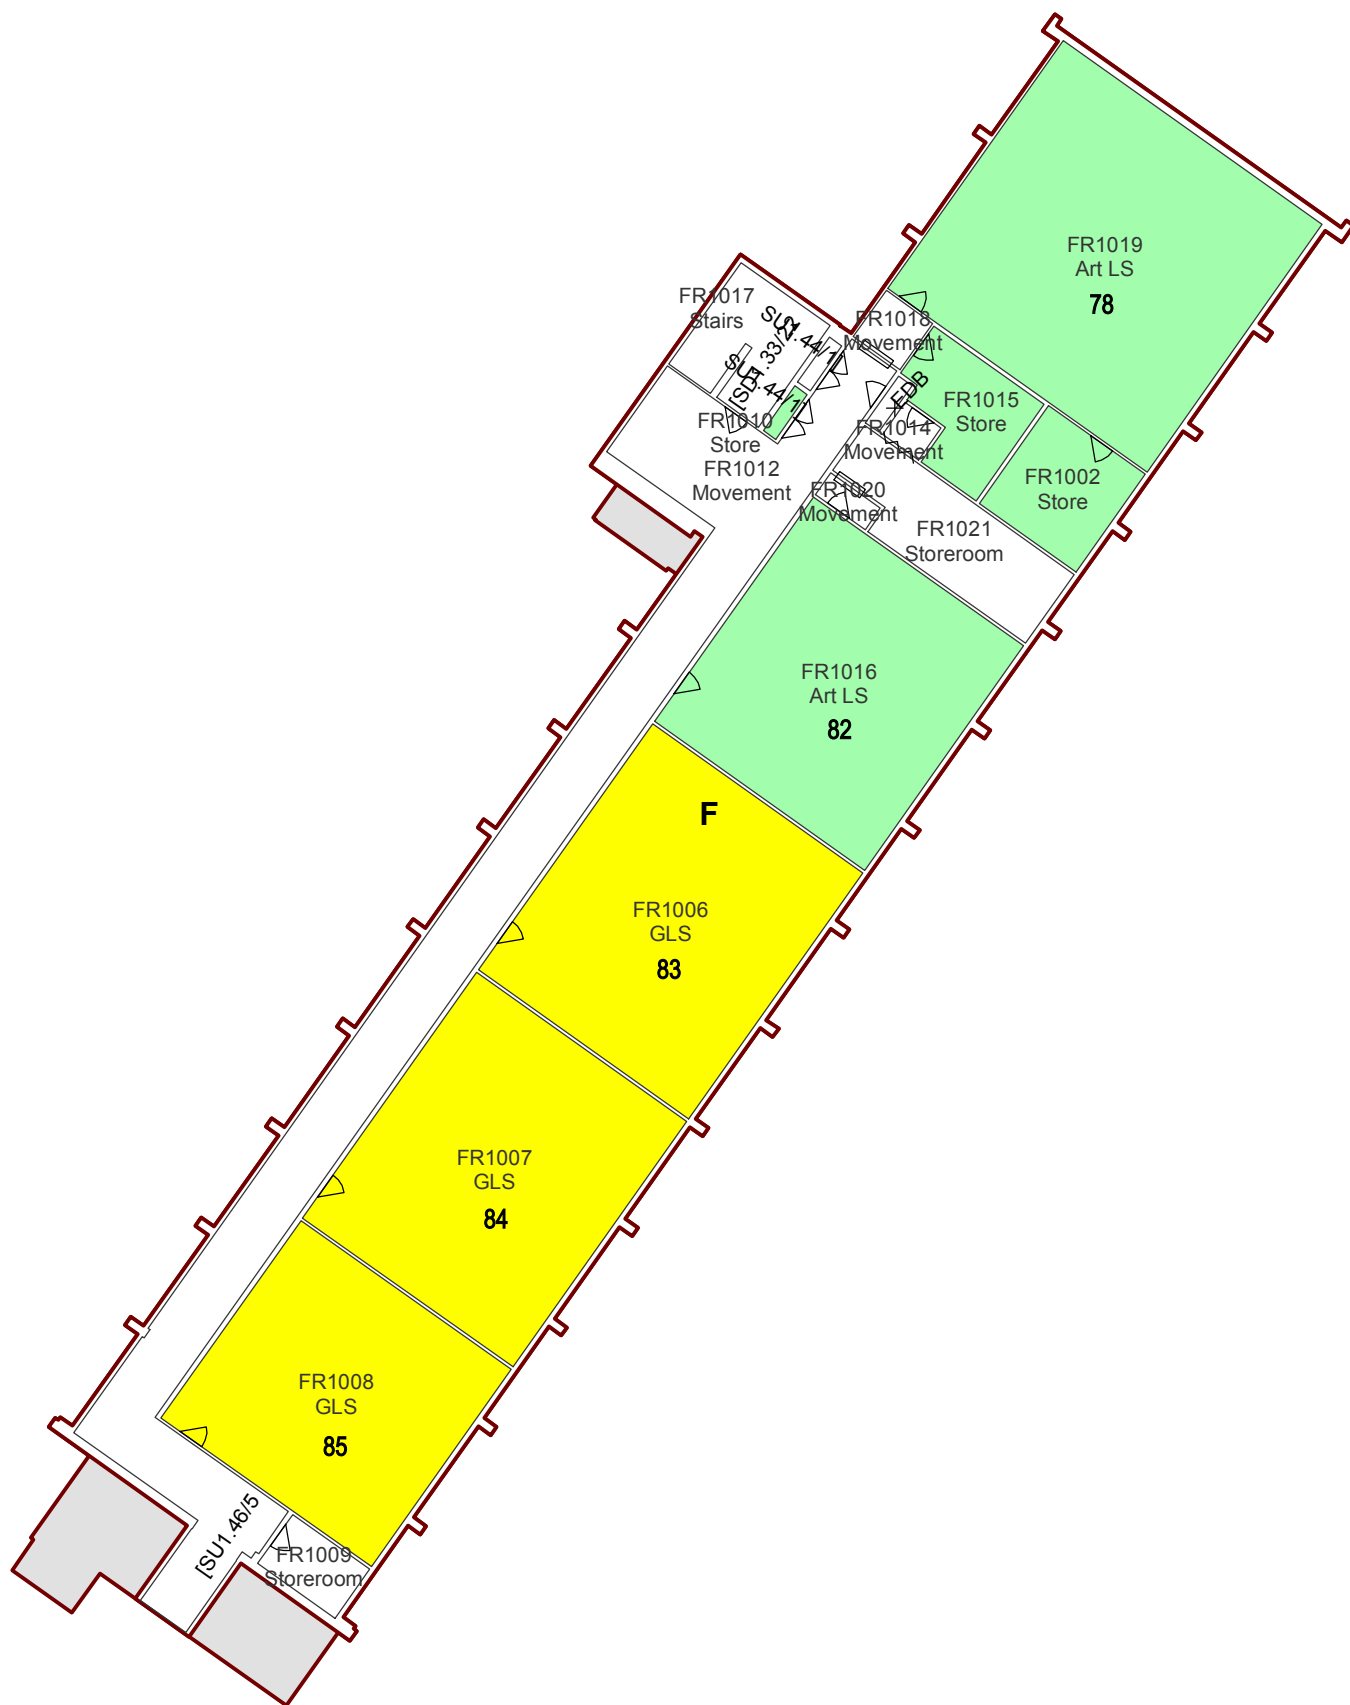 FR1019
Art LS
78
FR1017
Stairs
FR1018
Movement
EDB
FR1015
Store
FR1010
Store
FR1014
Movement
FR1012
Movement
FR1002
Store
FR1020
Movement
FR1021
Storeroom
FR1016
Art LS
82
F
FR1006
GLS
83
FR1007
GLS
84
FR1008
GLS
85
[SU1.46/5
FR1009
Storeroom